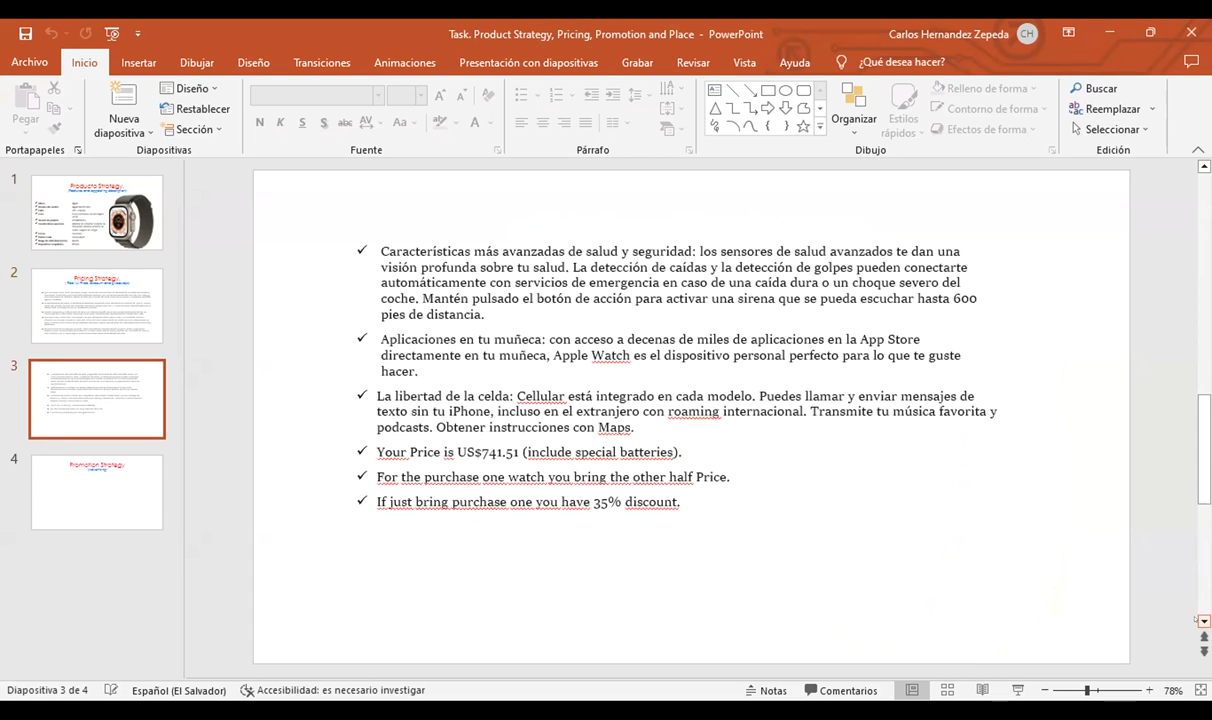 Task. Product Strategy, Pricing, Promotion and Place - PowerPoint
Carlos Hernandez Zepeda
CH
Archivo
Inicio
Insertar
Dibujar
Diseño
Transiciones
Animaciones
Presentación con diapositivas
Grabar
Revisar
Vista
Ayuda
¿Qué desea hacer?
Pegar
Portapapeles
Nueva
diapositiva
Diseño
Restablecer
Sección
Diapositivas
N K S S abc AV Aa A
Fuente
Párrafo
Organizar
Estilos
rápidos
Relleno de forma
Contorno de forma
Efectos de forma
Dibujo
Buscar
Reemplazar
Seleccionar
Edición
1
Producto Strategy.
2
Pricing Strategy.
3
4
Promotion Strategy
Características más avanzadas de salud y seguridad: los sensores de salud avanzados te dan una
visión profunda sobre tu salud. La detección de caídas y la detección de golpes pueden conectarte
automáticamente con servicios de emergencia en caso de una caída dura o un choque severo del
coche. Mantén pulsado el botón de acción para activar una sirena que se pueda escuchar hasta 600
pies de distancia.
Aplicaciones en tu muñeca: con acceso a decenas de miles de aplicaciones en la App Store
directamente en tu muñeca, Apple Watch es el dispositivo personal perfecto para lo que te guste
hacer.
La libertad de la celda: Cellular está integrado en cada modelo. Puedes llamar y enviar mensajes de
texto sin tu iPhone, incluso en el extranjero con roaming internacional. Transmite tu música favorita y
podcasts. Obtener instrucciones con Maps.
Your Price is US$741.51 (include special batteries).
For the purchase one watch you bring the other half Price.
If just bring purchase one you have 35% discount.
Diapositiva 3 de 4
Español (El Salvador)
Accesibilidad: es necesario investigar
Notas
Comentarios
78%